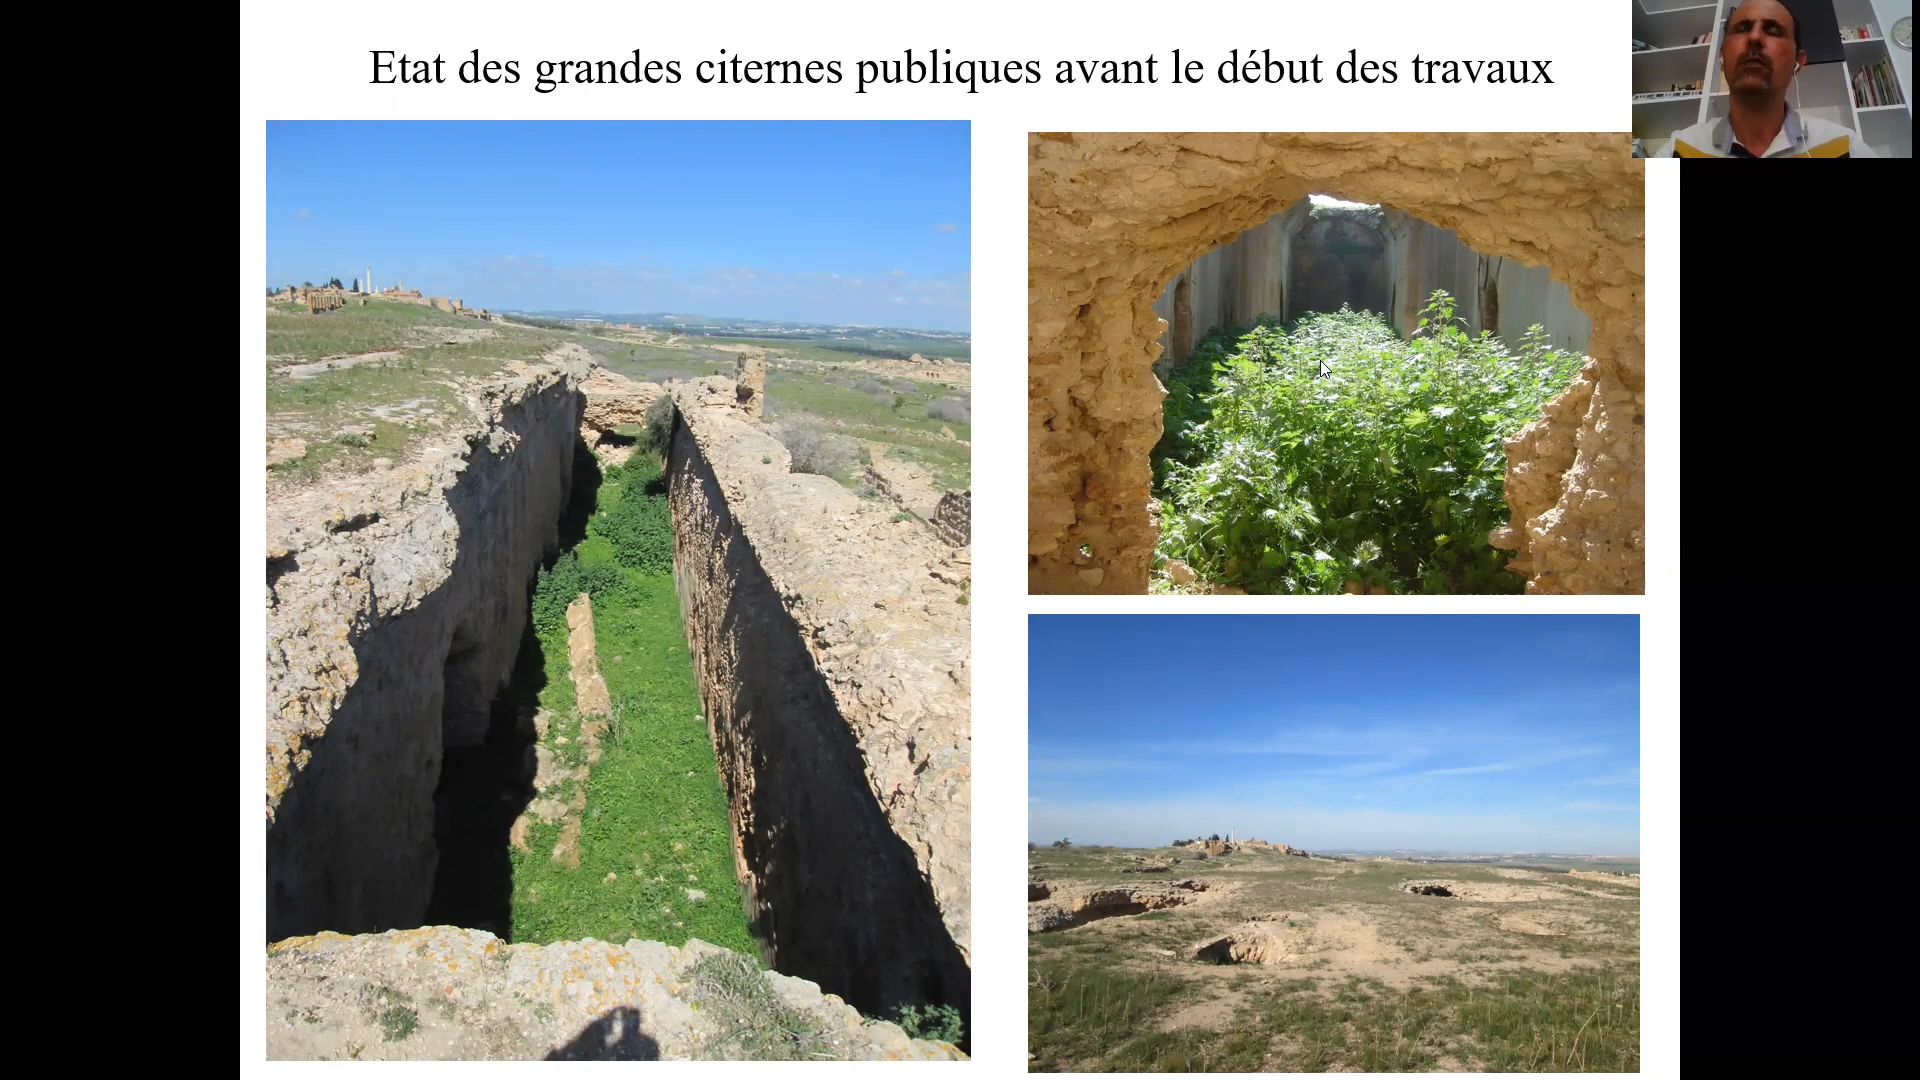 Etat des grandes citernes publiques avant le début des travaux